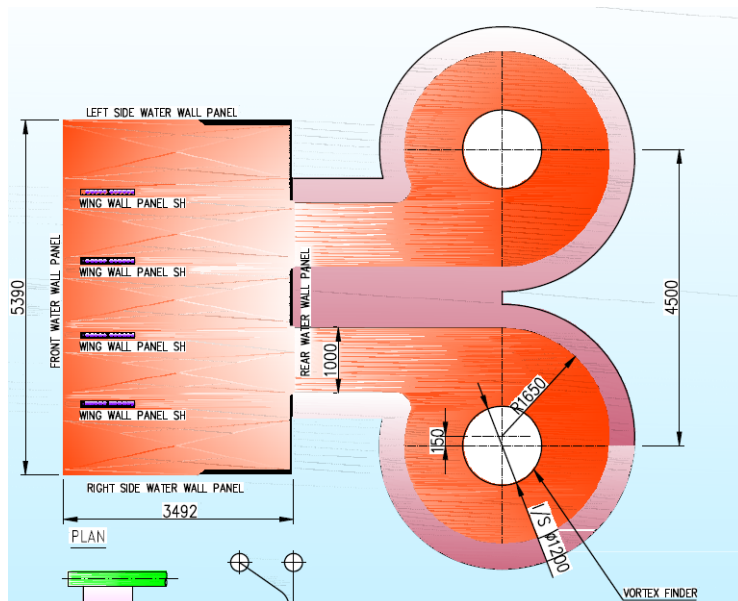 LEFT SIDE WATER WALL PANEL
WING WALL PANEL SH
WING WALL PANEL SH
WING WALL PANEL SH
WING WALL PANEL SH
FRONT WATER WALL PANEL
REAR WATER WALL PANEL
5390
1000
4500
R1650
150
RIGHT SIDE WATER WALL PANEL
3492
I/S ø1200
PLAN
VORTEX FINDER